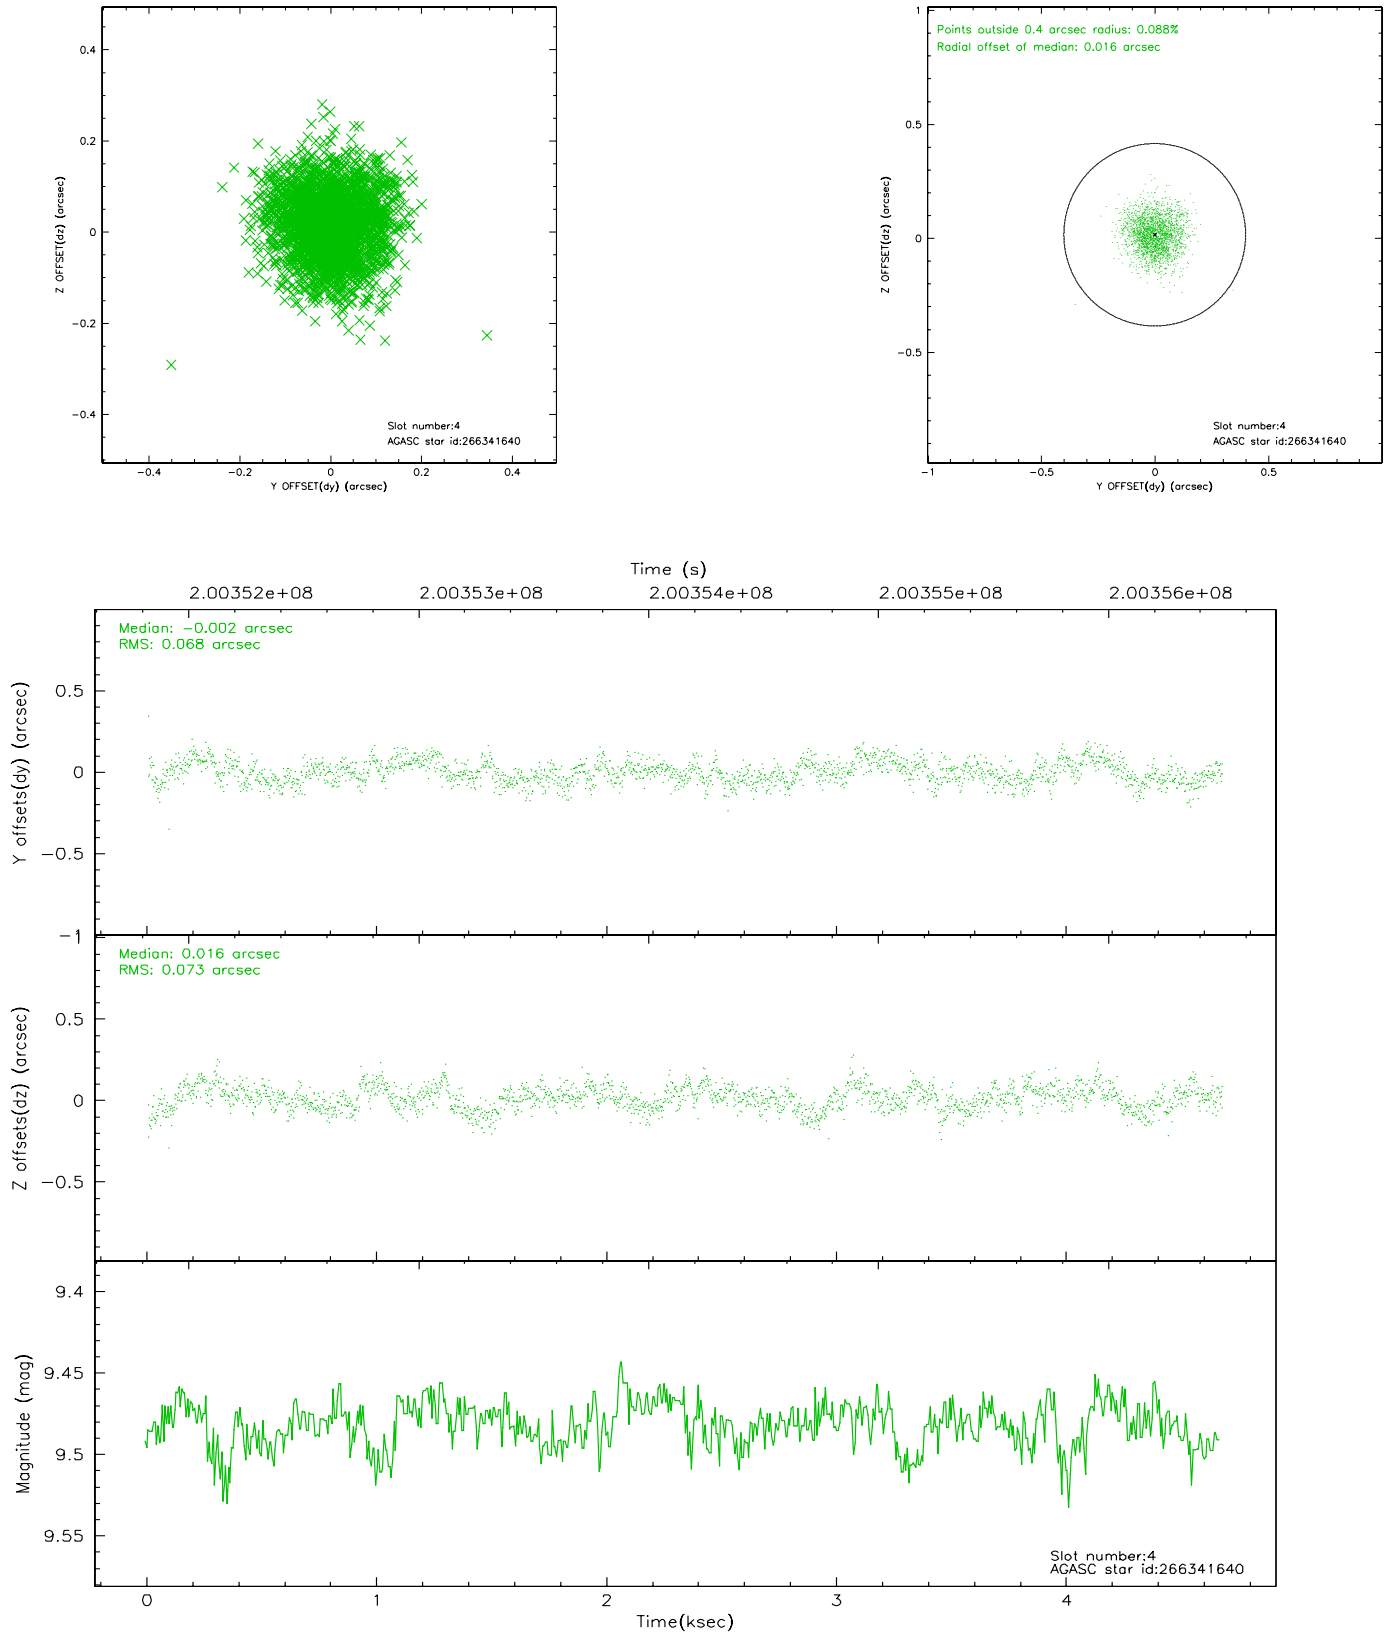 0.4
0.2
0
-0.2
-0.4
Z OFFSET(dz) (arcsec)
Slot number:4
AGASC star id:266341640
-0.4 -0.2 0 0.2 0.4
Y OFFSET(dy) (arcsec)
Points outside 0.4 arcsec radius: 0.088%
Radial offset of median: 0.016 arcsec
1
0.5
0
-0.5
Z OFFSET(dz) (arcsec)
Slot number:4
AGASC star id:266341640
-1 -0.5 0 0.5
Y OFFSET(dy) (arcsec)
Time (s)
2.00352e+08 2.00353e+08 2.00354e+08 2.00355e+08 2.00356e+08
Median: -0.002 arcsec
RMS: 0.068 arcsec
0.5
0
-0.5
-1
Y offsets(dy) (arcsec)
Median: 0.016 arcsec
RMS: 0.073 arcsec
0.5
0
-0.5
Z offsets(dz) (arcsec)
9.4
9.45
9.5
9.55
Magnitude (mag)
Slot number:4
AGASC star id:266341640
0 1 2 3 4
Time(ksec)